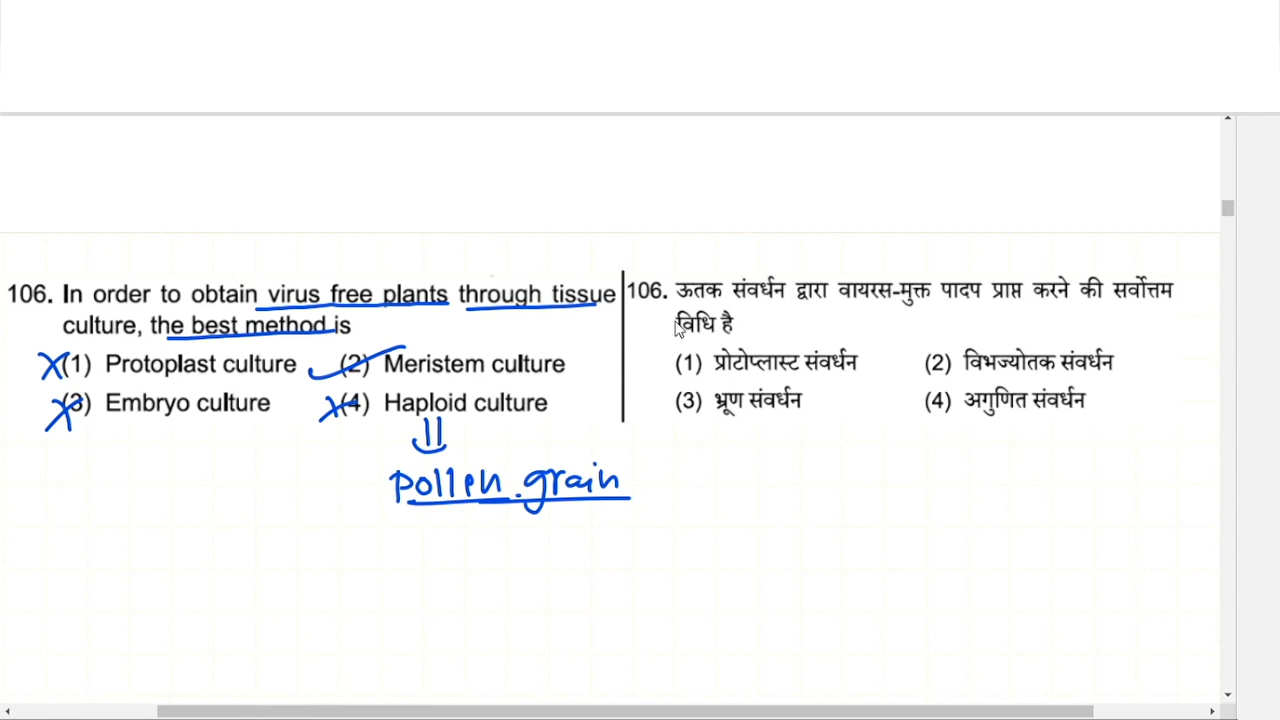 106. In order to obtain virus free plants through tissue
culture, the best method is
(1) Protoplast culture (2) Meristem culture
(3) Embryo culture (4) Haploid culture
Pollen grain
106. ऊतक संवर्धन द्वारा वायरस-मुक्त पादप प्राप्त करने की सर्वोत्तम
विधि है
(1) प्रोटोप्लास्ट संवर्धन (2) विभज्योतक संवर्धन
(3) भ्रूण संवर्धन (4) अगुणित संवर्धन